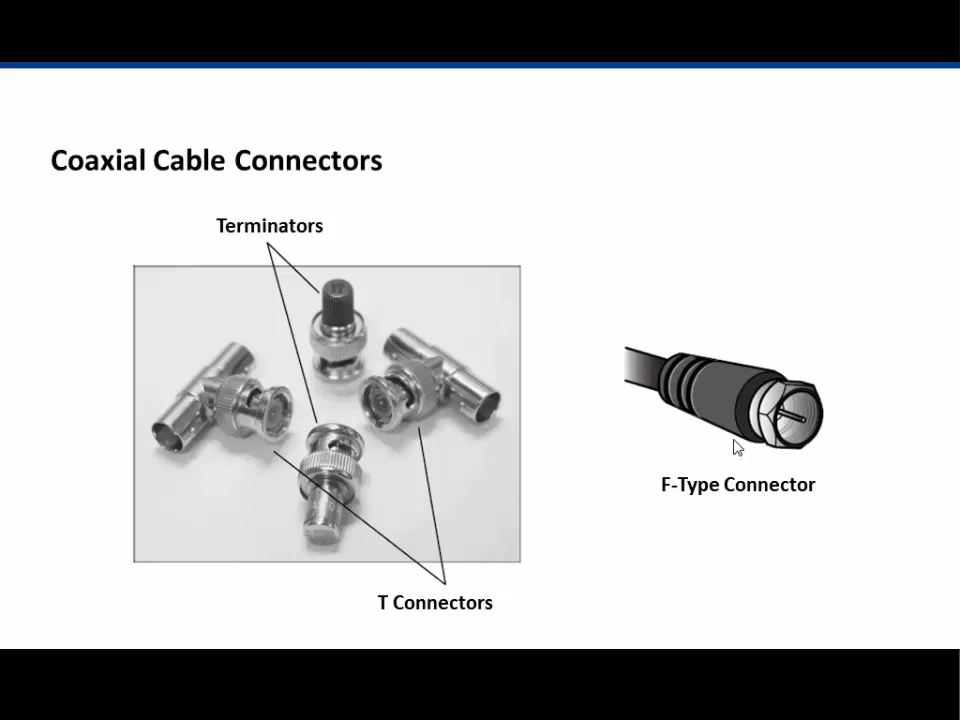 Coaxial Cable Connectors
Terminators
F-Type Connector
T Connectors